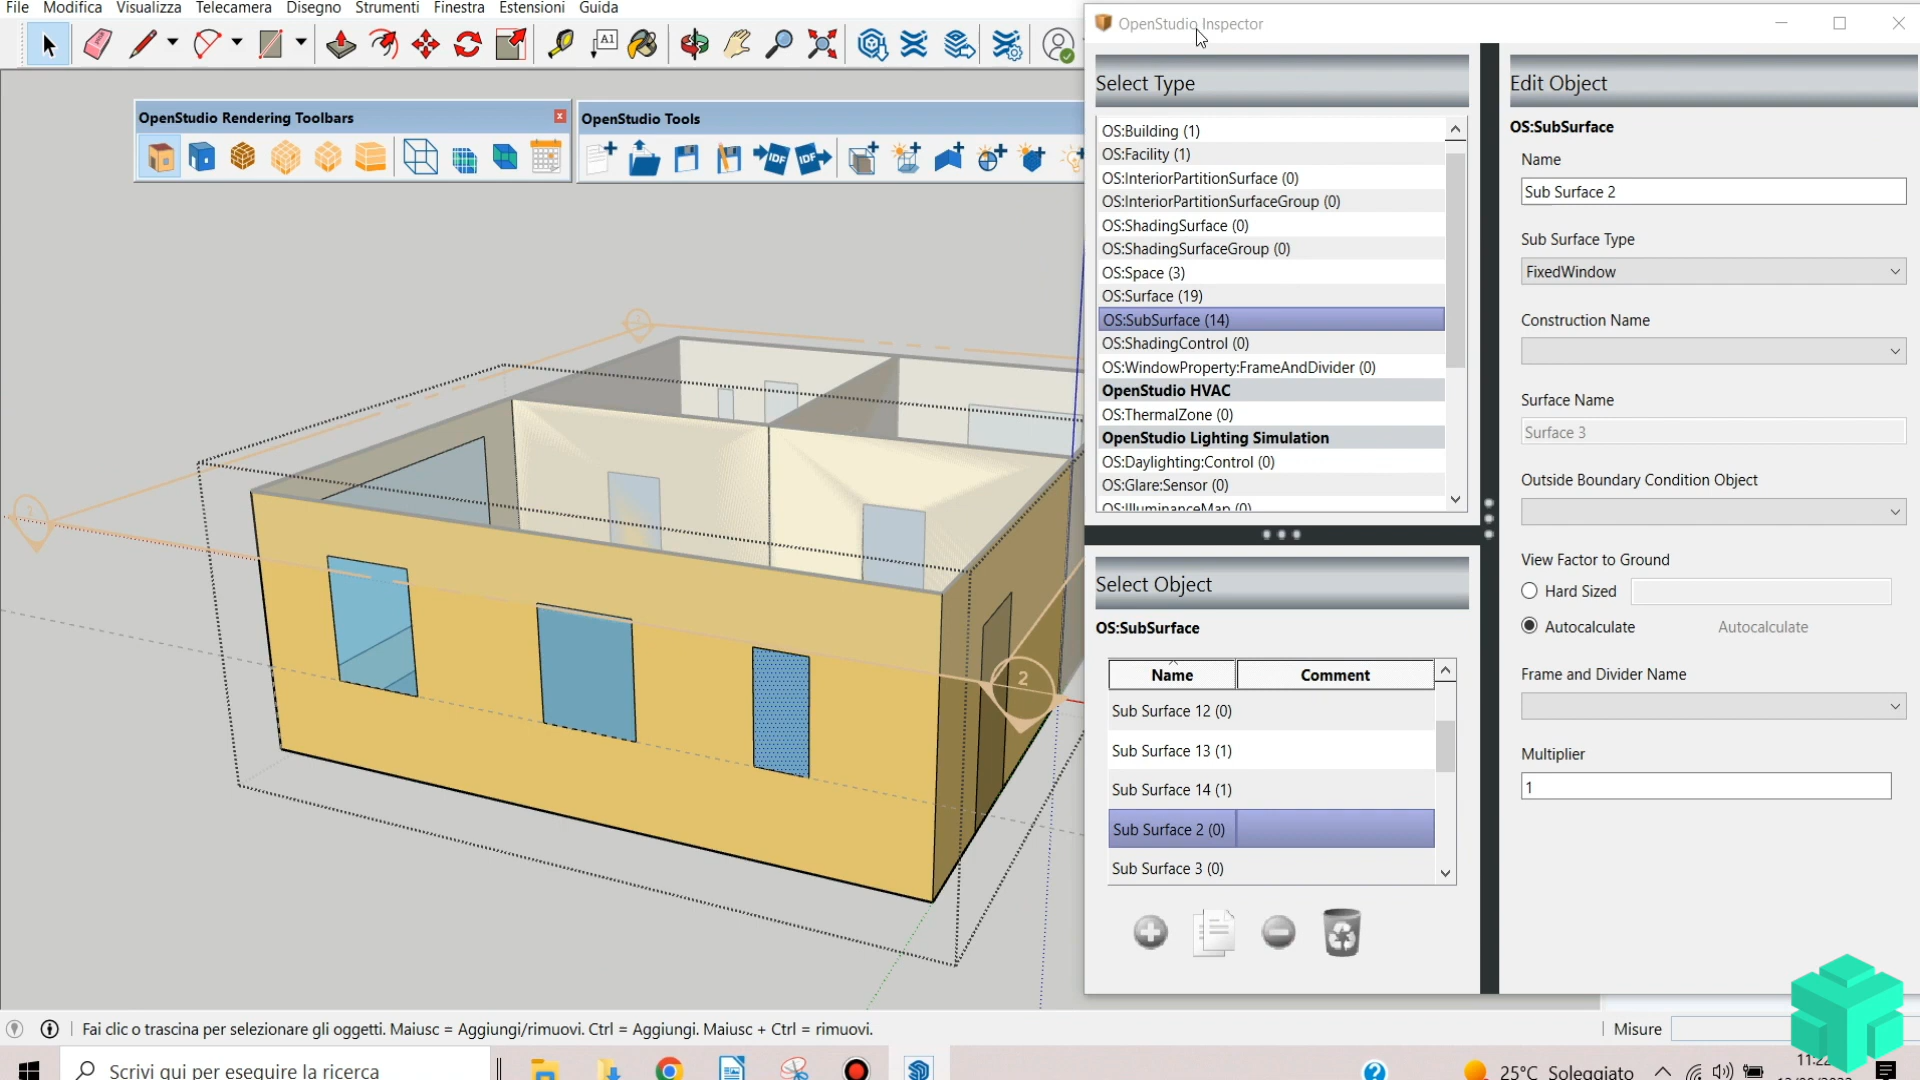 File Modifica Visualizza Telecamera Disegno Strumenti Finestra Estensioni Guida
A1
OpenStudio Rendering Toolbars
OpenStudio Tools
IDF IDF
2
2
Fai clic o trascina per selezionare gli oggetti. Maiusc = Aggiungi/rimuovi. Ctrl = Aggiungi. Maiusc + Ctrl = rimuovi.
Misure
OpenStudio Inspector
Select Type
OS:Building (1)
OS:Facility (1)
OS:InteriorPartitionSurface (0)
OS:InteriorPartitionSurfaceGroup (0)
OS:ShadingSurface (0)
OS:ShadingSurfaceGroup (0)
OS:Space (3)
OS:Surface (19)
OS:SubSurface (14)
OS:ShadingControl (0)
OS:WindowProperty:FrameAndDivider (0)
OpenStudio HVAC
OS:ThermalZone (0)
OpenStudio Lighting Simulation
OS:Daylighting:Control (0)
OS:Glare:Sensor (0)
OS:IlluminanceMap (0)
Select Object
OS:SubSurface
Name Comment
Sub Surface 12 (0)
Sub Surface 13 (1)
Sub Surface 14 (1)
Sub Surface 2 (0)
Sub Surface 3 (0)
Edit Object
OS:SubSurface
Name
Sub Surface 2
Sub Surface Type
FixedWindow
Construction Name
Surface Name
Surface 3
Outside Boundary Condition Object
View Factor to Ground
Hard Sized
Autocalculate Autocalculate
Frame and Divider Name
Multiplier
1
Scrivi qui per eseguire la ricerca
25°C Soleggiato